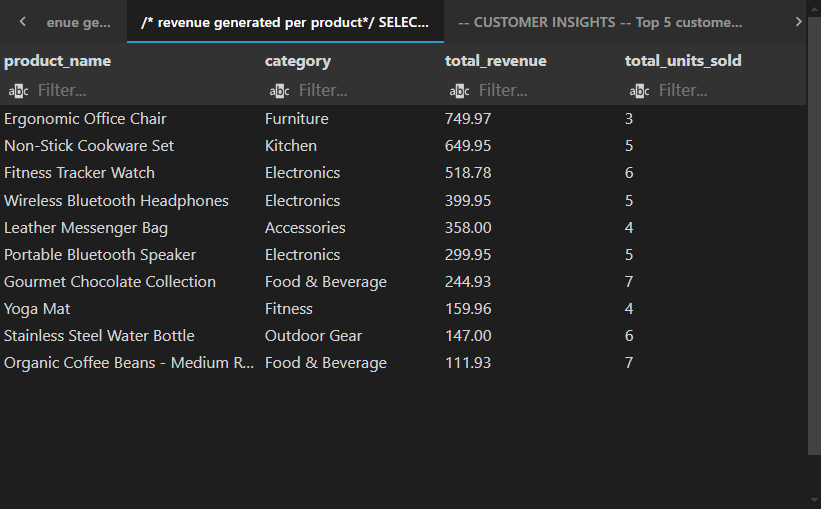 enue ge... /* revenue generated per product*/ SELEC... -- CUSTOMER INSIGHTS -- Top 5 custome...
product_name category total_revenue total_units_sold
abc Filter... abc Filter... abc Filter... abc Filter...
Ergonomic Office Chair Furniture 749.97 3
Non-Stick Cookware Set Kitchen 649.95 5
Fitness Tracker Watch Electronics 518.78 6
Wireless Bluetooth Headphones Electronics 399.95 5
Leather Messenger Bag Accessories 358.00 4
Portable Bluetooth Speaker Electronics 299.95 5
Gourmet Chocolate Collection Food & Beverage 244.93 7
Yoga Mat Fitness 159.96 4
Stainless Steel Water Bottle Outdoor Gear 147.00 6
Organic Coffee Beans - Medium R... Food & Beverage 111.93 7